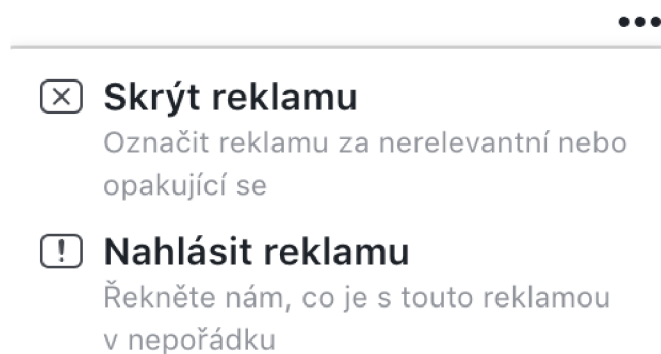 Skrýt reklamu
Označit reklamu za nerelevantní nebo
opakující se
Nahlásit reklamu
Řekněte nám, co je s touto reklamou
v nepořádku